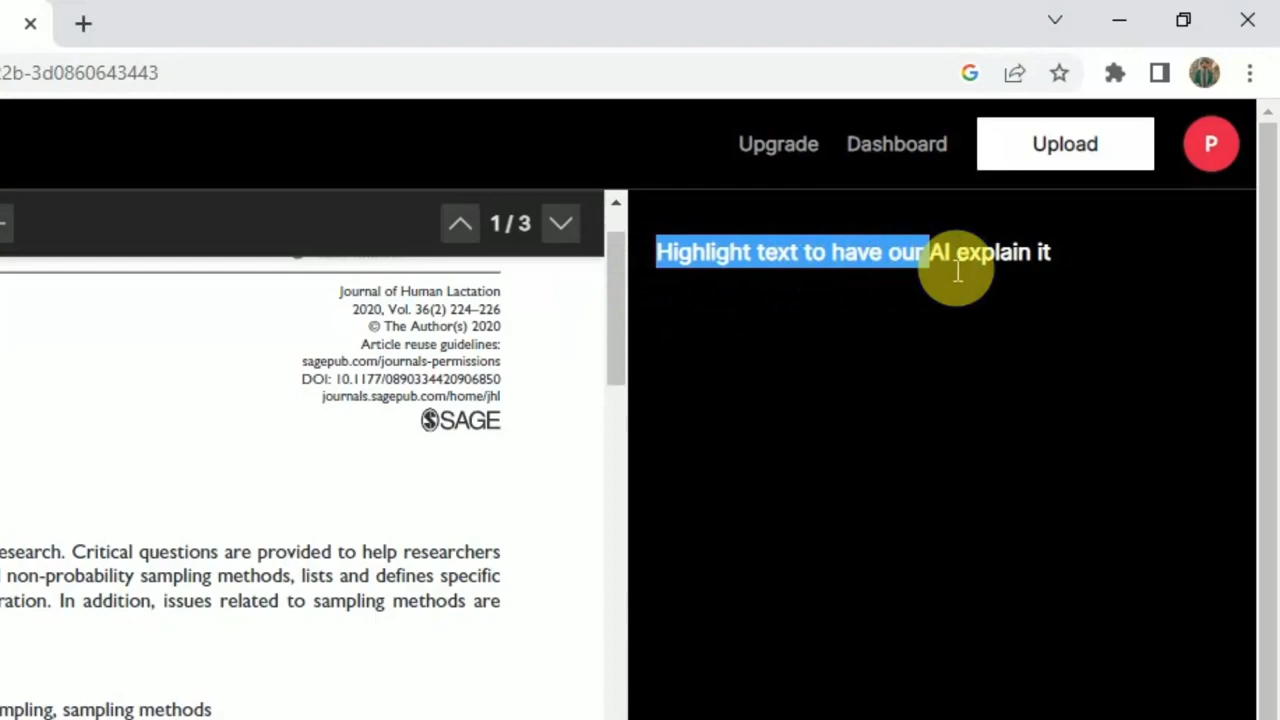 2b-3d0860643443
Upgrade
Dashboard
Upload
P
1 / 3
Highlight text to have our AI explain it
Journal of Human Lactation
2020, Vol. 36(2) 224–226
© The Author(s) 2020
Article reuse guidelines:
sagepub.com/journals-permissions
DOI: 10.1177/0890334420906850
journals.sagepub.com/home/jhl
SAGE
esearch. Critical questions are provided to help researchers
non-probability sampling methods, lists and defines specific
ration. In addition, issues related to sampling methods are
mpling, sampling methods